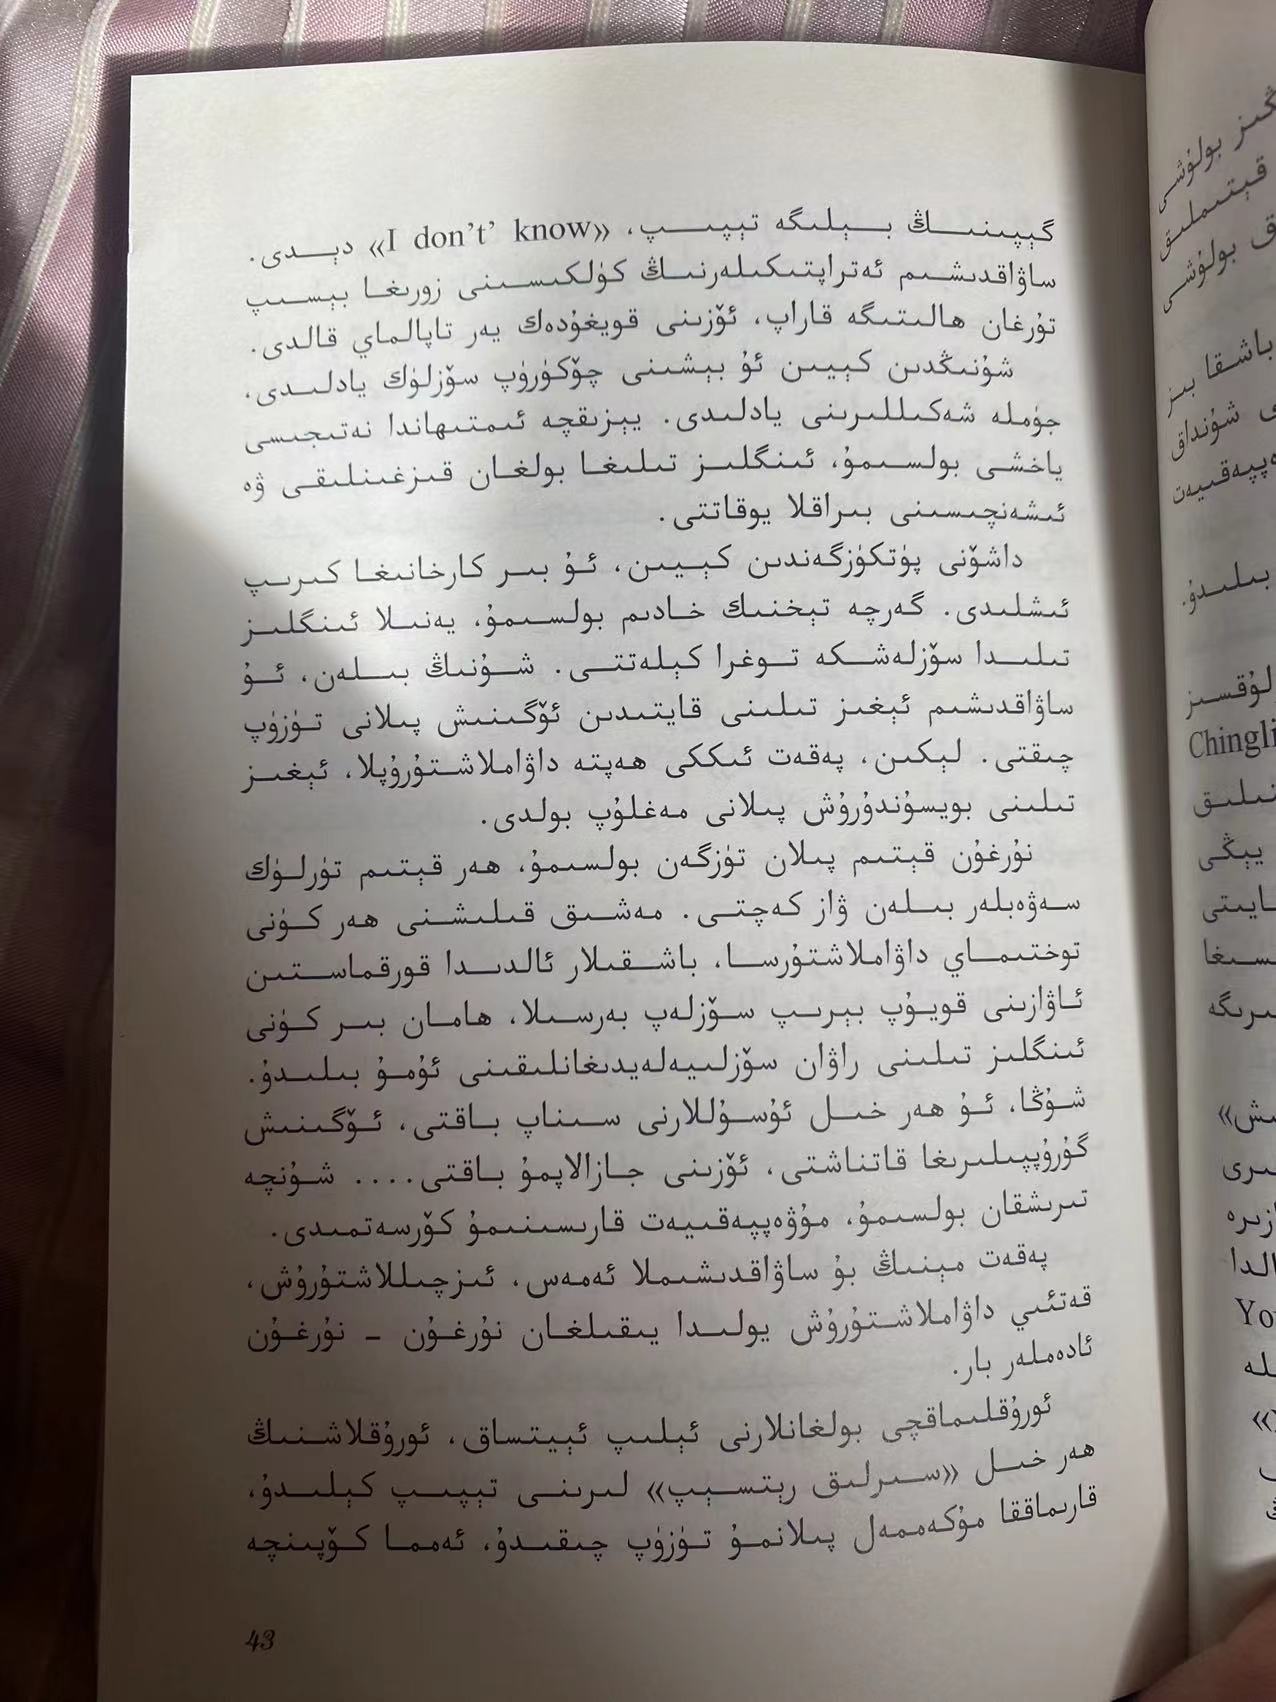 گېپىنىڭ بېلىگە تېپىپ، «I don't' know» دېدى.
ساۋاقدىشىم ئەتراپتىكىلەرنىڭ كۈلكىسىنى زورىغا بېسىپ
تۇرغان ھالىتىگە قاراپ، ئۆزىنى قويغۇدەك يەر تاپالماي قالدى.
شۇنىڭدىن كېيىن ئۇ بېشىنى چۆكۈرۈپ سۆزلۈك يادلىدى،
جۈملە شەكىللىرىنى يادلىدى. يېزىقچە ئىمتىھاندا نەتىجىسى
ياخشى بولسىمۇ، ئىنگلىز تىلىغا بولغان قىزغىنلىقى ۋە
ئىشەنچىسىنى بىراقلا يوقاتتى.
داشۆنى پۈتكۈزگەندىن كېيىن، ئۇ بىر كارخانىغا كىرىپ
ئىشلىدى. گەرچە تېخنىك خادىم بولسىمۇ، يەنىلا ئىنگلىز
تىلىدا سۆزلەشكە توغرا كېلەتتى. شۇنىڭ بىلەن، ئۇ
ساۋاقدىشىم ئېغىز تىلىنى قايتىدىن ئۆگىنىش پىلانى تۈزۈپ
چىقتى. لېكىن، پەقەت ئىككى ھەپتە داۋاملاشتۇرۇپلا، ئېغىز
تىلىنى بويسۇندۇرۇش پىلانى مەغلۇپ بولدى.
نۇرغۇن قېتىم پىلان تۈزگەن بولسىمۇ، ھەر قېتىم تۈرلۈك
سەۋەبلەر بىلەن ۋاز كەچتى. مەشىق قىلىشنى ھەر كۈنى
توختىماي داۋاملاشتۇرسا، باشقىلار ئالدىدا قورقماستىن
ئاۋازىنى قويۇپ بېرىپ سۆزلەپ بەرسىلا، ھامان بىر كۈنى
ئىنگلىز تىلىنى راۋان سۆزلىيەلەيدىغانلىقىنى ئۇمۇ بىلىدۇ.
شۇڭا، ئۇ ھەر خىل ئۇسۇللارنى سىناپ باقتى، ئۆگىنىش
گۇرۇپپىلىرىغا قاتناشتى، ئۆزىنى جازالاپمۇ باقتى.... شۇنچە
تىرىشقان بولسىمۇ، مۇۋەپپەقىيەت قارىسىنىمۇ كۆرسەتمىدى.
پەقەت مېنىڭ بۇ ساۋاقدىشىملا ئەمەس، ئىزچىللاشتۇرۇش،
قەتئىي داۋاملاشتۇرۇش يولىدا يىقىلغان نۇرغۇن - نۇرغۇن
ئادەملەر بار.
ئورۇقلىماقچى بولغانلارنى ئېلىپ ئېيتساق، ئورۇقلاشنىڭ
ھەر خىل «سىرلىق رېتسېپ» لىرىنى تېپىپ كېلىدۇ،
قارىماققا مۇكەممەل پىلانمۇ تۈزۈپ چىقىدۇ، ئەمما كۆپىنچە
43